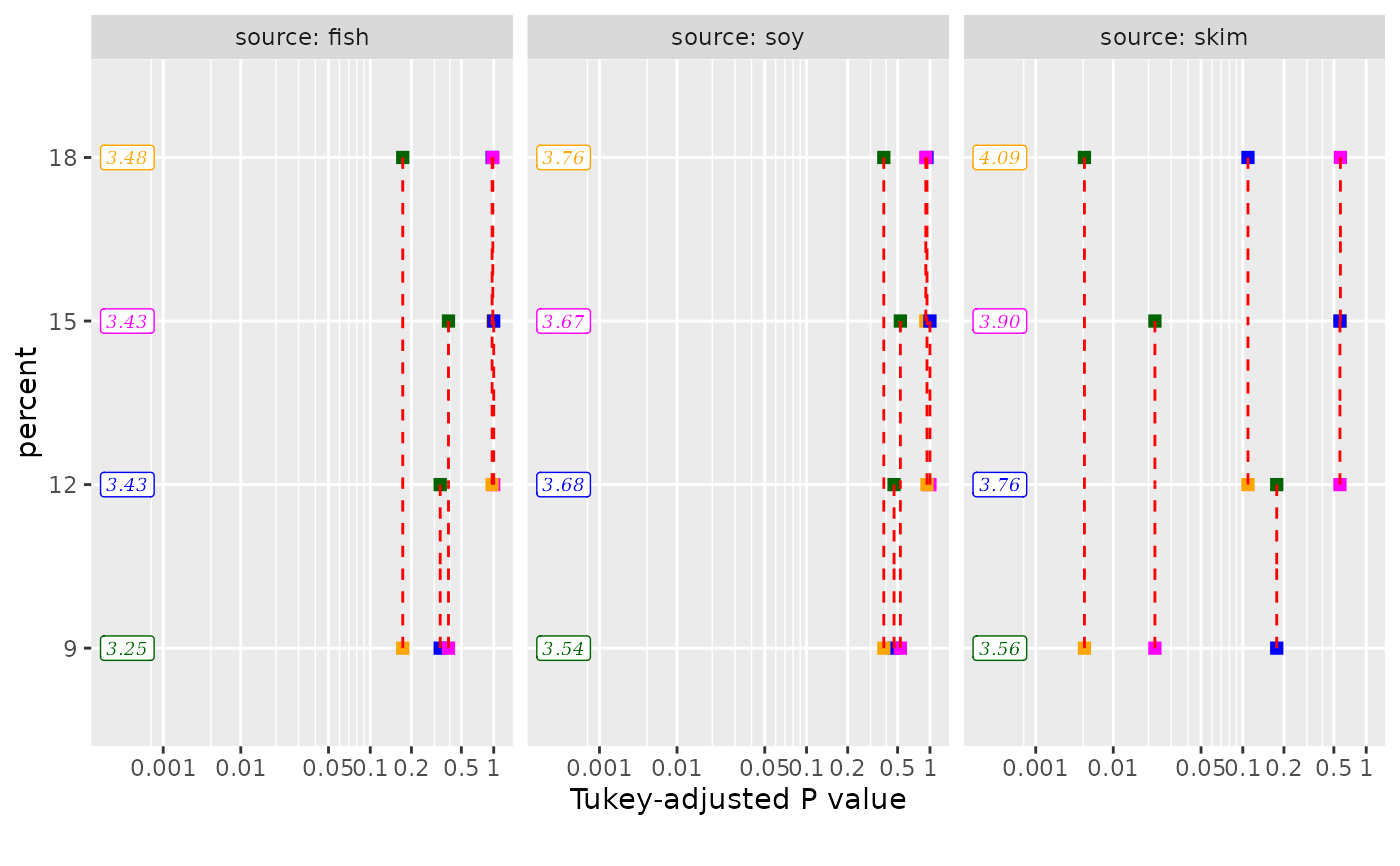 source: fish source: soy source: skim
18 3.48 3.76 4.09
15 3.43 3.67 3.90
percent
12 3.43 3.68 3.76
9 3.25 3.54 3.56
0.001 0.01 0.05 0.1 0.2 0.5 1 0.001 0.01 0.05 0.1 0.2 0.5 1 0.001 0.01 0.05 0.1 0.2 0.5 1
Tukey-adjusted P value